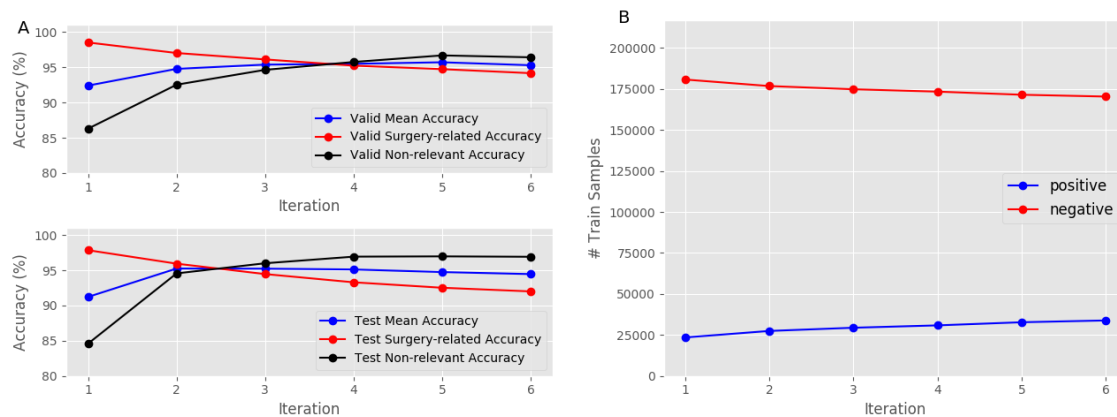 A
100
95
90
85
80
Accuracy (%)
Valid Mean Accuracy
Valid Surgery-related Accuracy
Valid Non-relevant Accuracy
1 2 3 4 5 6
Iteration
100
95
90
85
80
Accuracy (%)
Test Mean Accuracy
Test Surgery-related Accuracy
Test Non-relevant Accuracy
1 2 3 4 5 6
Iteration
B
200000
175000
150000
125000
100000
75000
50000
25000
0
# Train Samples
positive
negative
1 2 3 4 5 6
Iteration